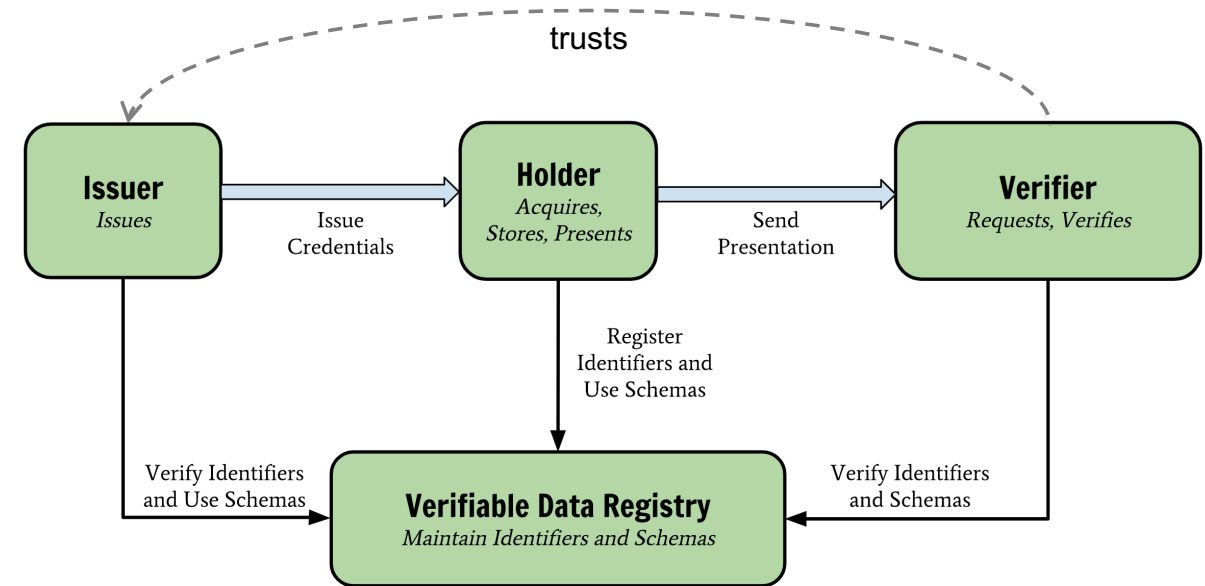 trusts
Issuer
Issues
Issue
Credentials
Holder
Acquires,
Stores, Presents
Send
Presentation
Verifier
Requests, Verifies
Register
Identifiers and
Use Schemas
Verify Identifiers
and Use Schemas
Verifiable Data Registry
Maintain Identifiers and Schemas
Verify Identifiers
and Schemas